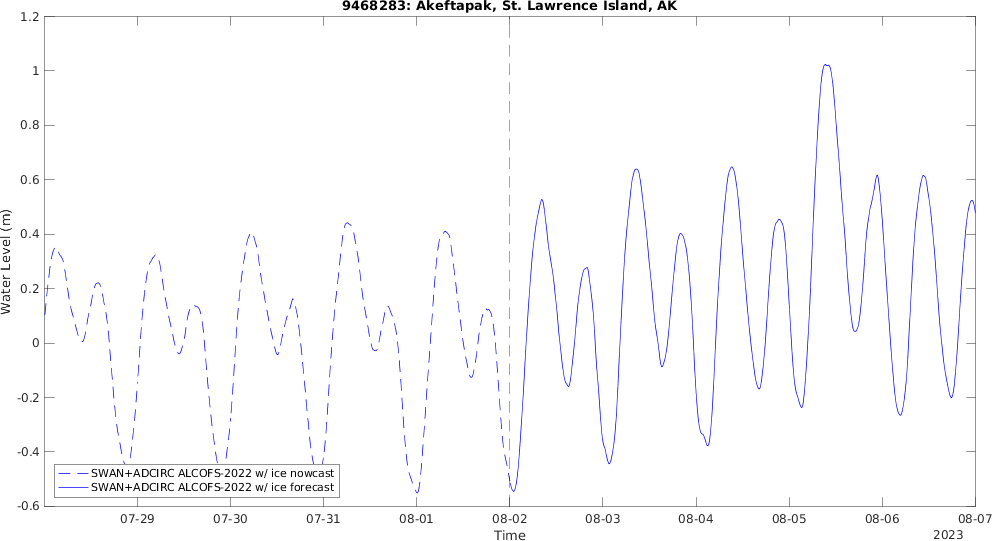 9468283: Akeftapak, St. Lawrence Island, AK
1.2
1
0.8
0.6
0.4
0.2
0
-0.2
-0.4
-0.6
Water Level (m)
SWAN+ADCIRC ALCOFS-2022 w/ ice nowcast
SWAN+ADCIRC ALCOFS-2022 w/ ice forecast
07-29 07-30 07-31 08-01 08-02 08-03 08-04 08-05 08-06 08-07
Time
2023